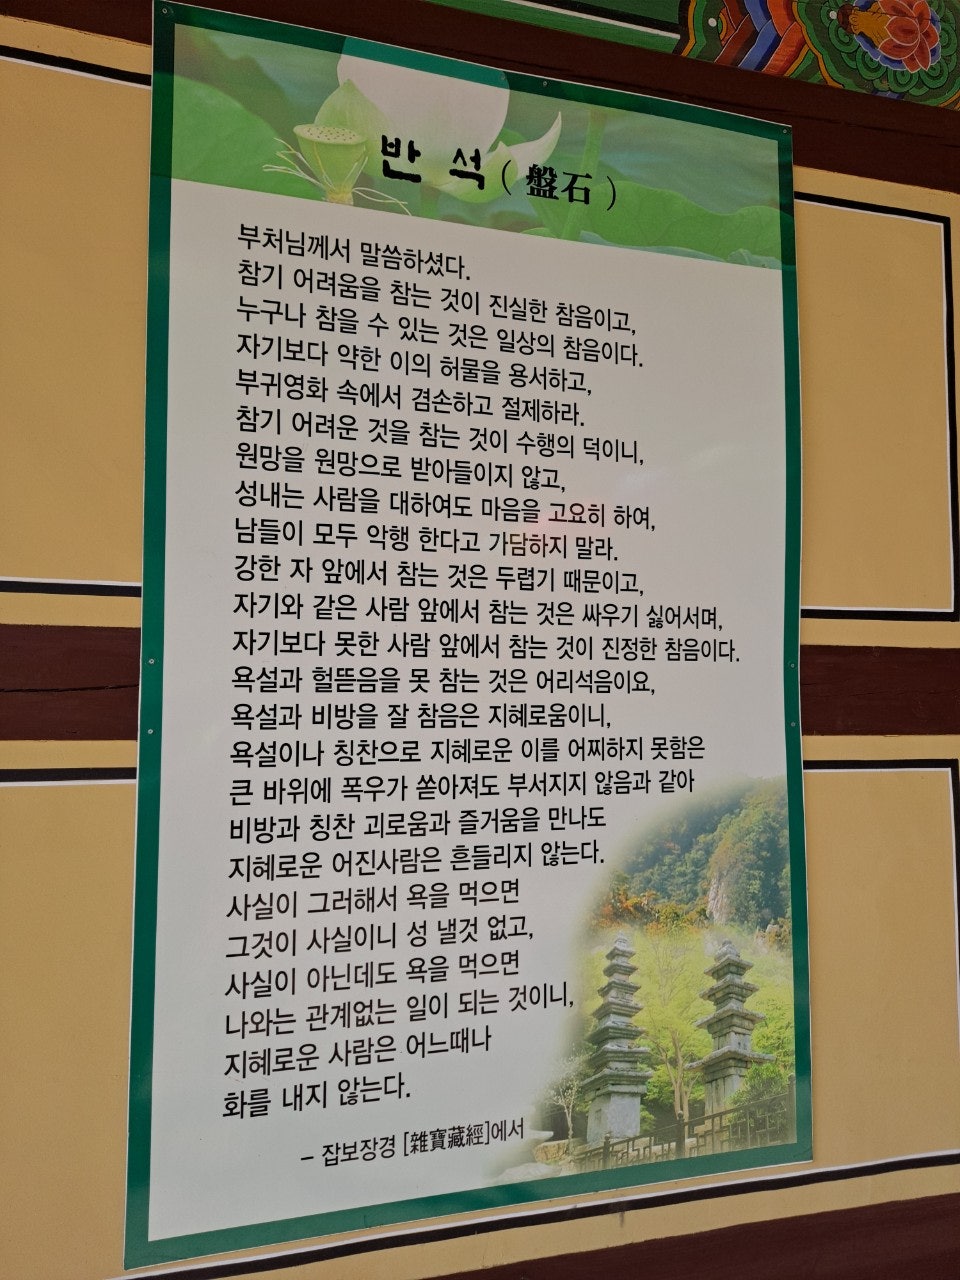 반 석 ( 盤石 )
부처님께서 말씀하셨다.
참기 어려움을 참는 것이 진실한 참음이고,
누구나 참을 수 있는 것은 일상의 참음이다.
자기보다 약한 이의 허물을 용서하고,
부귀영화 속에서 겸손하고 절제하라.
참기 어려운 것을 참는 것이 수행의 덕이니,
원망을 원망으로 받아들이지 않고,
성내는 사람을 대하여도 마음을 고요히 하여,
남들이 모두 악행 한다고 가담하지 말라.
강한 자 앞에서 참는 것은 두렵기 때문이고,
자기와 같은 사람 앞에서 참는 것은 싸우기 싫어서며,
자기보다 못한 사람 앞에서 참는 것이 진정한 참음이다.
욕설과 헐뜯음을 못 참는 것은 어리석음이요,
욕설과 비방을 잘 참음은 지혜로움이니,
욕설이나 칭찬으로 지혜로운 이를 어찌하지 못함은
큰 바위에 폭우가 쏟아져도 부서지지 않음과 같아
비방과 칭찬 괴로움과 즐거움을 만나도
지혜로운 어진사람은 흔들리지 않는다.
사실이 그러해서 욕을 먹으면
그것이 사실이니 성 낼것 없고,
사실이 아닌데도 욕을 먹으면
나와는 관계없는 일이 되는 것이니,
지혜로운 사람은 어느때나
화를 내지 않는다.
– 잡보장경 [雜寶藏經]에서